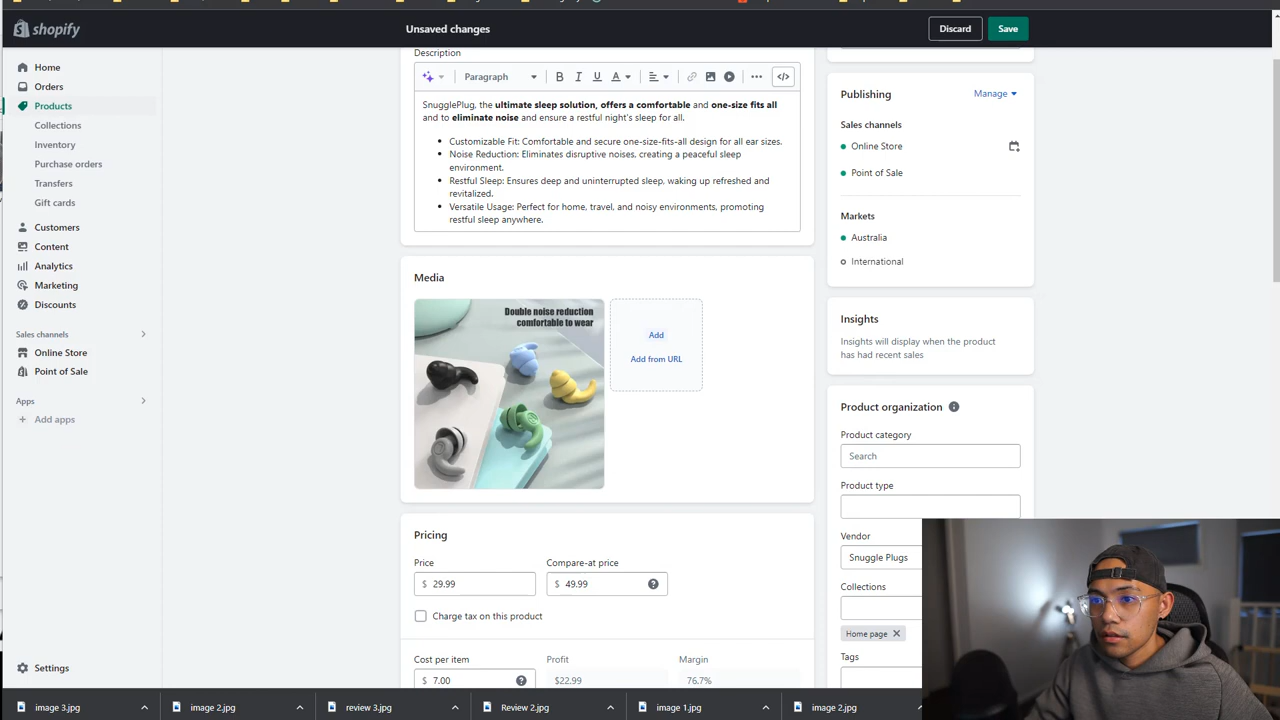 shopify
Unsaved changes
Discard
Save
Home
Orders
Products
Collections
Inventory
Purchase orders
Transfers
Gift cards
Customers
Content
Analytics
Marketing
Discounts
Sales channels
Online Store
Point of Sale
Apps
Add apps
Settings
Description
Paragraph
B I U A
SnugglePlug, the ultimate sleep solution, offers a comfortable and one-size fits all
and to eliminate noise and ensure a restful night's sleep for all.
Customizable Fit: Comfortable and secure one-size-fits-all design for all ear sizes.
Noise Reduction: Eliminates disruptive noises, creating a peaceful sleep
environment.
Restful Sleep: Ensures deep and uninterrupted sleep, waking up refreshed and
revitalized.
Versatile Usage: Perfect for home, travel, and noisy environments, promoting
restful sleep anywhere.
Media
Double noise reduction
comfortable to wear
Add
Add from URL
Pricing
Price
Compare-at price
$ 29.99
$ 49.99
Charge tax on this product
Cost per item
Profit
Margin
$ 7.00
$22.99
76.7%
Publishing
Manage
Sales channels
Online Store
Point of Sale
Markets
Australia
International
Insights
Insights will display when the product
has had recent sales
Product organization
Product category
Search
Product type
Vendor
Snuggle Plugs
Collections
Home page
Tags
image 3.jpg
image 2.jpg
review 3.jpg
Review 2.jpg
image 1.jpg
image 2.jpg